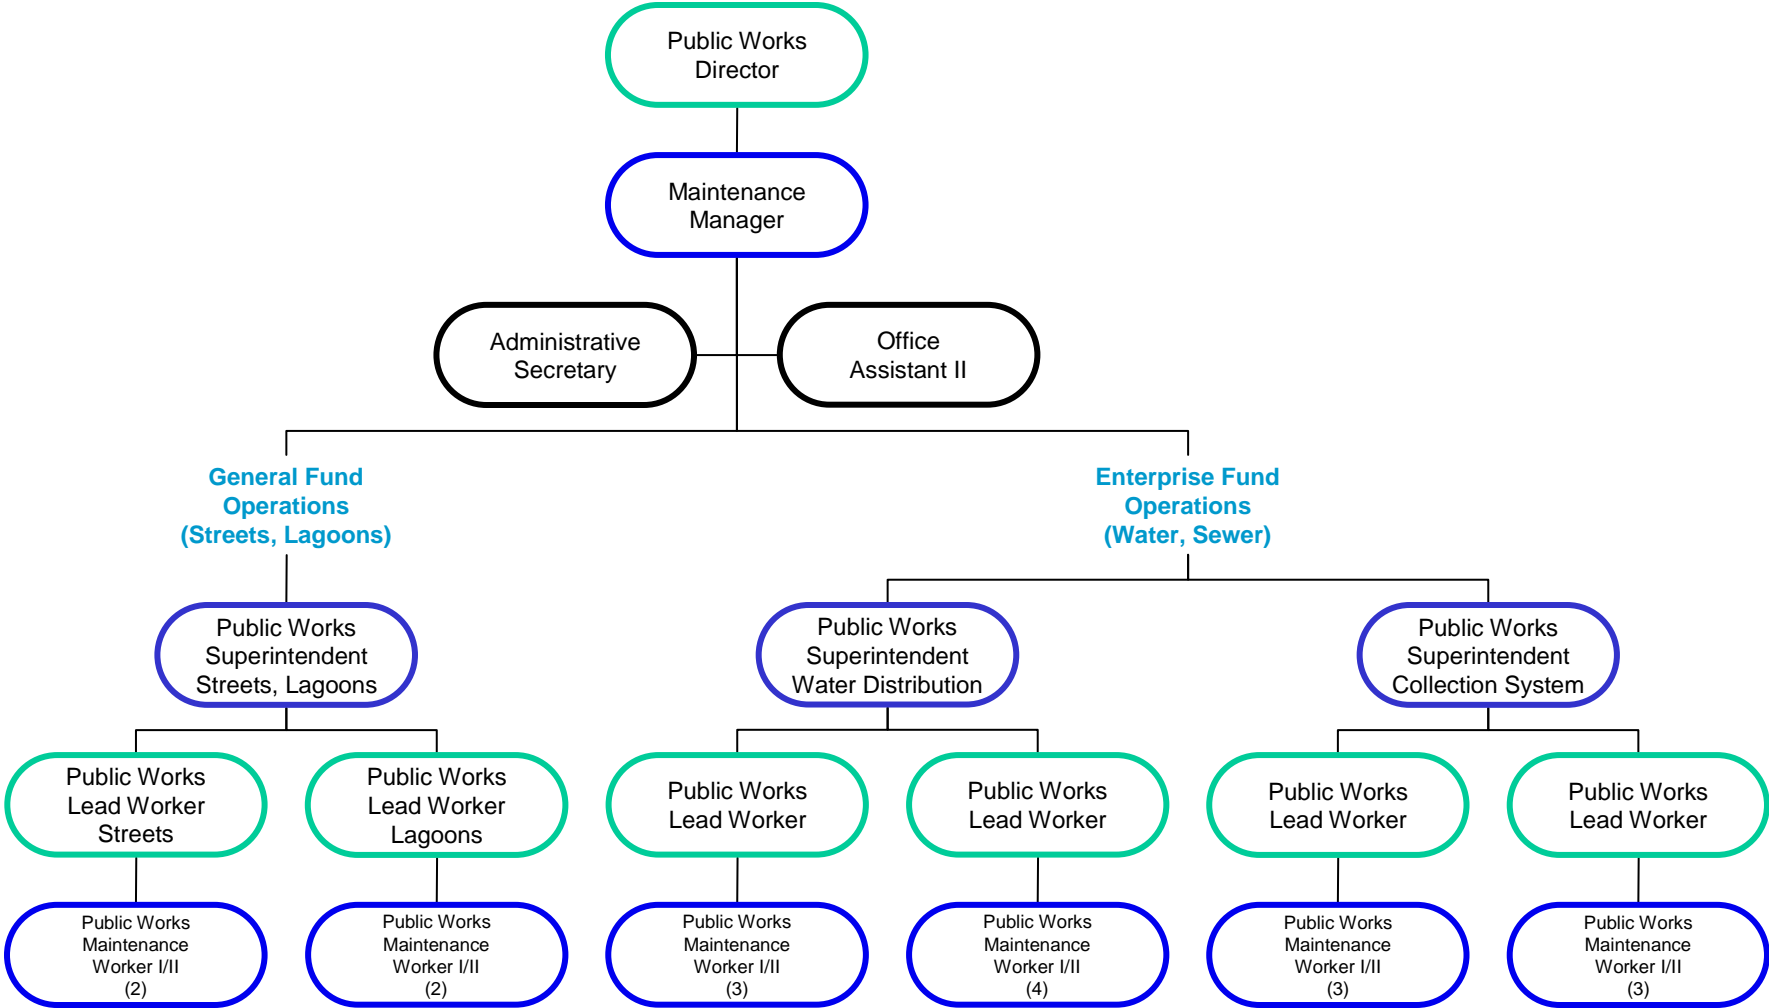 Public Works
Director
Maintenance
Manager
Administrative
Secretary
Office
Assistant II
General Fund
Operations
(Streets, Lagoons)
Enterprise Fund
Operations
(Water, Sewer)
Public Works
Superintendent
Streets, Lagoons
Public Works
Superintendent
Water Distribution
Public Works
Superintendent
Collection System
Public Works
Lead Worker
Streets
Public Works
Lead Worker
Lagoons
Public Works
Lead Worker
Public Works
Lead Worker
Public Works
Lead Worker
Public Works
Lead Worker
Public Works
Maintenance
Worker I/II
(2)
Public Works
Maintenance
Worker I/II
(2)
Public Works
Maintenance
Worker I/II
(3)
Public Works
Maintenance
Worker I/II
(4)
Public Works
Maintenance
Worker I/II
(3)
Public Works
Maintenance
Worker I/II
(3)